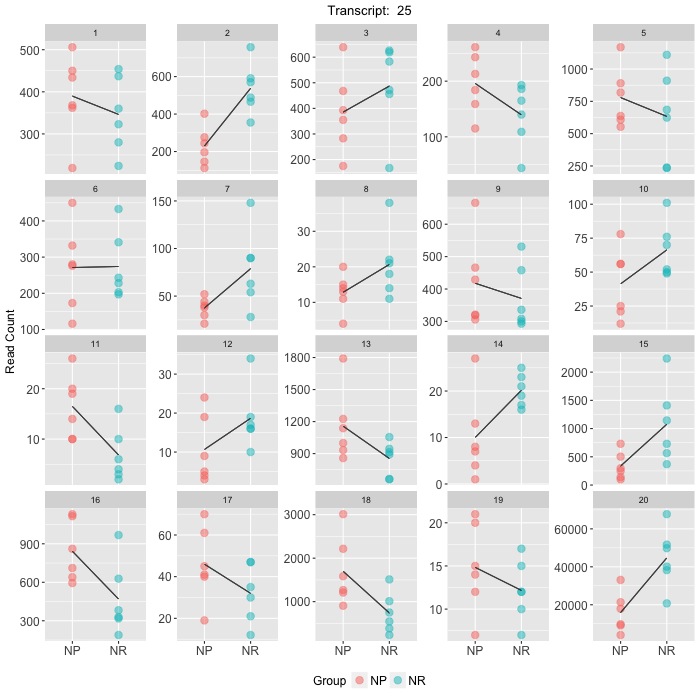 Transcript: 25
1 2 3 4 5
500 400 300
600 400 200
600 500 400 300 200
200 100
1000 750 500 250
6 7 8 9 10
400 300 200 100
150 100 50
30 20 10
600 500 400 300
100 75 50 25
Read Count
11 12 13 14 15
20 10
30 20 10
1800 1500 1200 900
20 10 0
2000 1500 1000 500 0
16 17 18 19 20
900 600 300
60 40 20
3000 2000 1000
20 15 10
60000 40000 20000
NP NR NP NR NP NR NP NR NP NR
Group NP NR